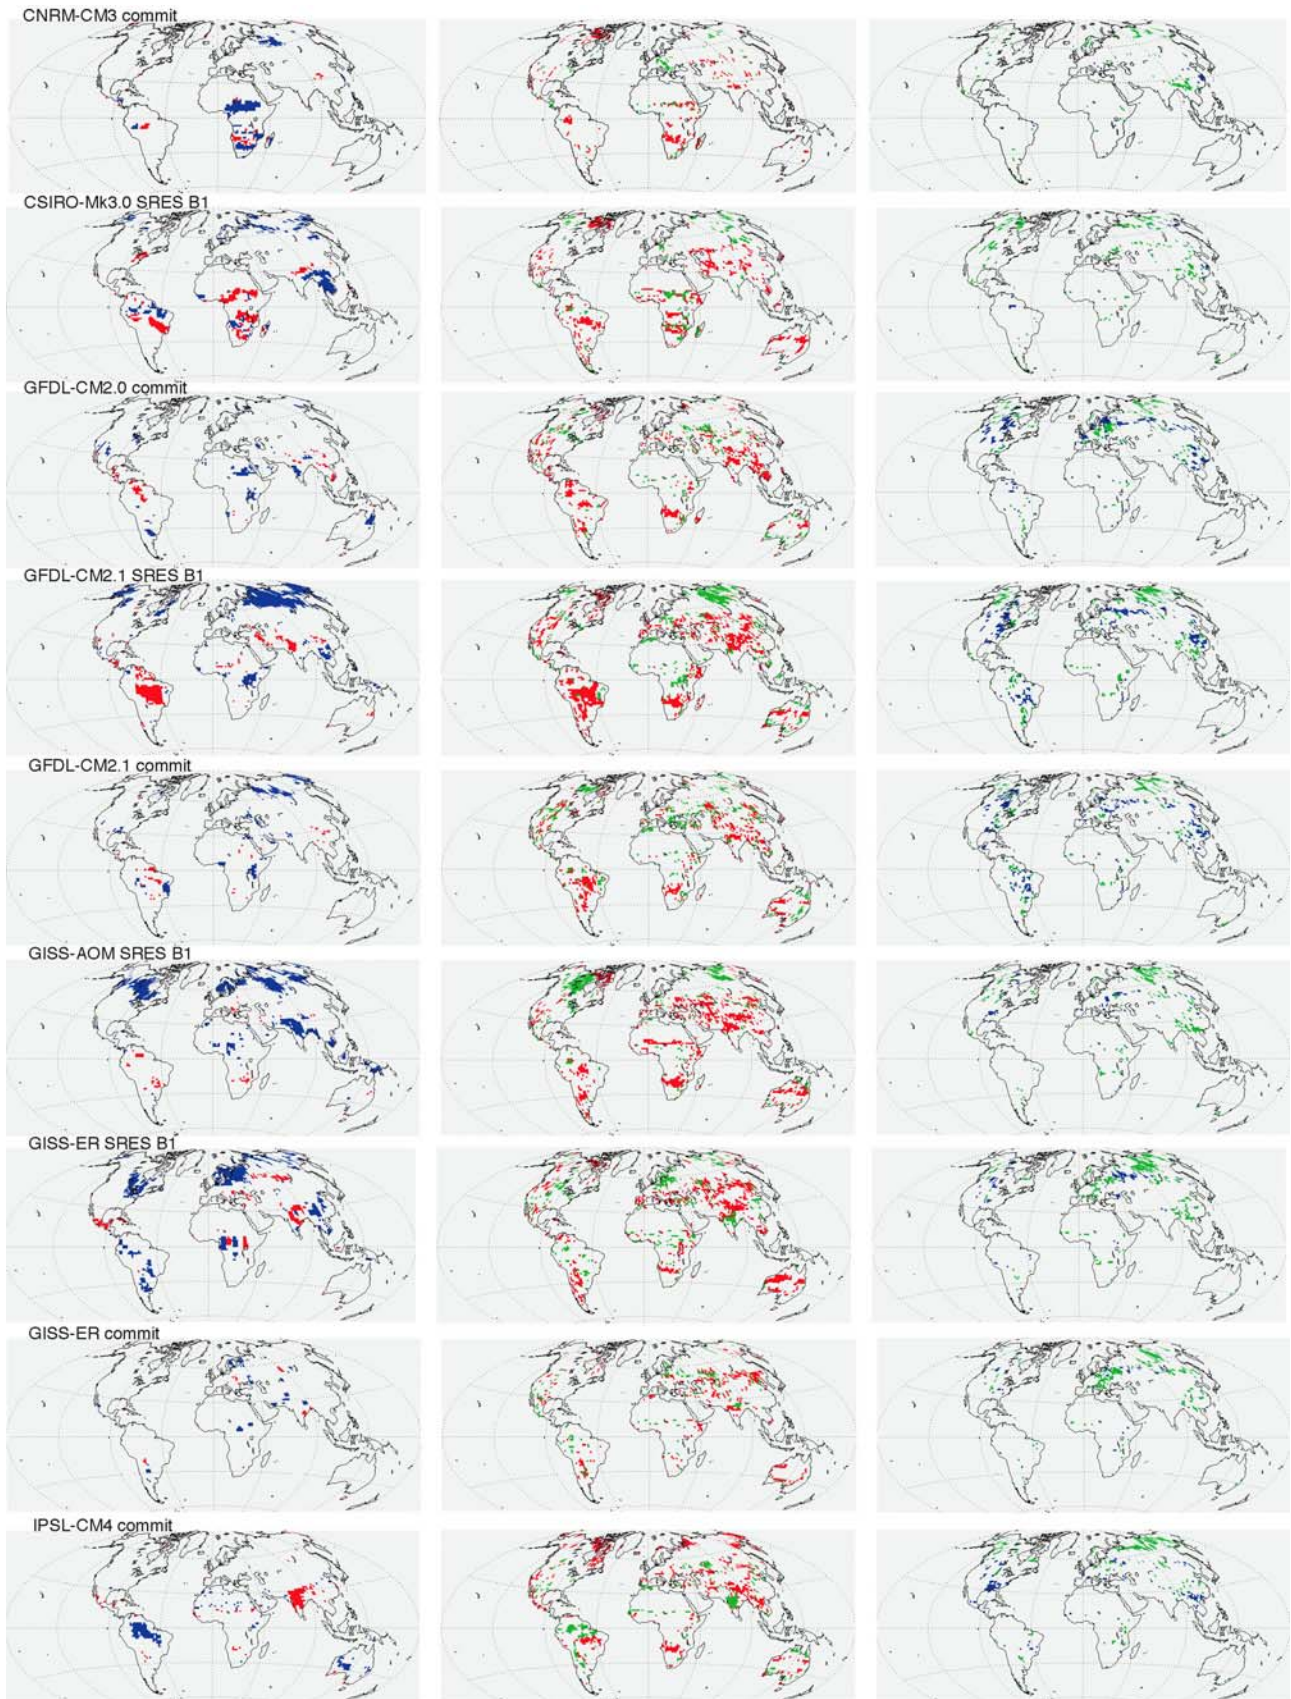 CNRM-CM3 commit
CSIRO-Mk3.0 SRES B1
GFDL-CM2.0 commit
GFDL-CM2.1 SRES B1
GFDL-CM2.1 commit
GISS-AOM SRES B1
GISS-ER SRES B1
GISS-ER commit
IPSL-CM4 commit